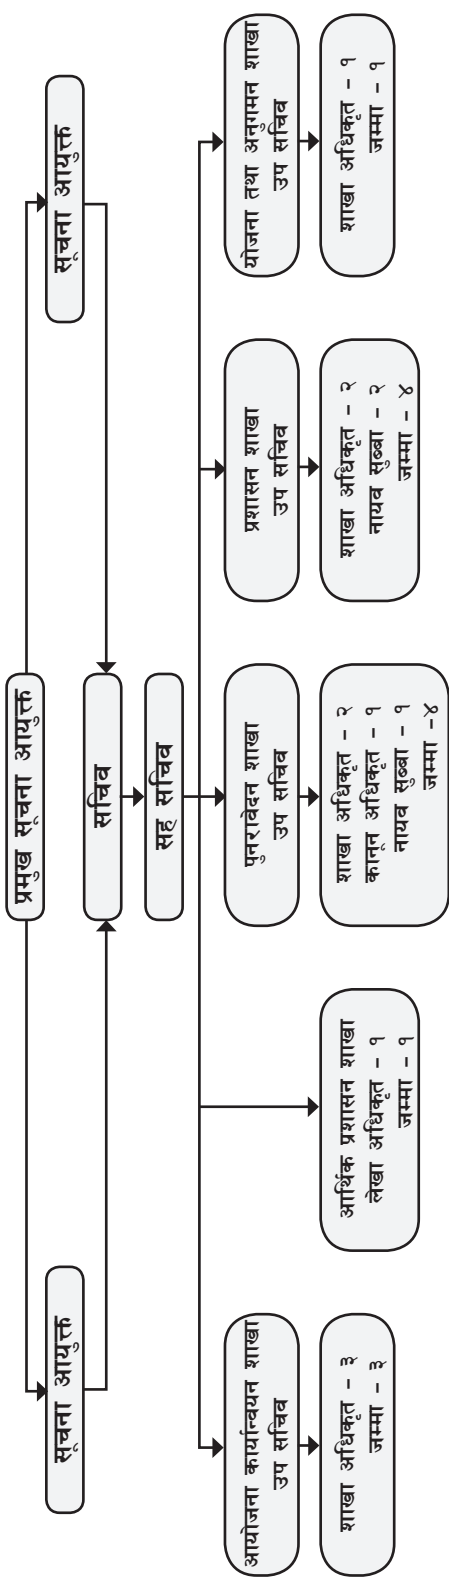 प्रमुख सूचना आयुक्त
सूचना आयुक्त
सूचना आयुक्त
सचिव
सह सचिव
आयोजना कार्यान्वयन शाखा
उप सचिव
शाखा अधिकृत - ३
जम्मा - ३
आर्थिक प्रशासन शाखा
लेखा अधिकृत - १
जम्मा - १
पुनरावेदन शाखा
उप सचिव
शाखा अधिकृत - २
कानून अधिकृत - १
नायव सुब्बा - १
जम्मा -४
प्रशासन शाखा
उप सचिव
शाखा अधिकृत - २
नायव सुब्बा - २
जम्मा - ४
योजना तथा अनुगमन शाखा
उप सचिव
शाखा अधिकृत - १
जम्मा - १